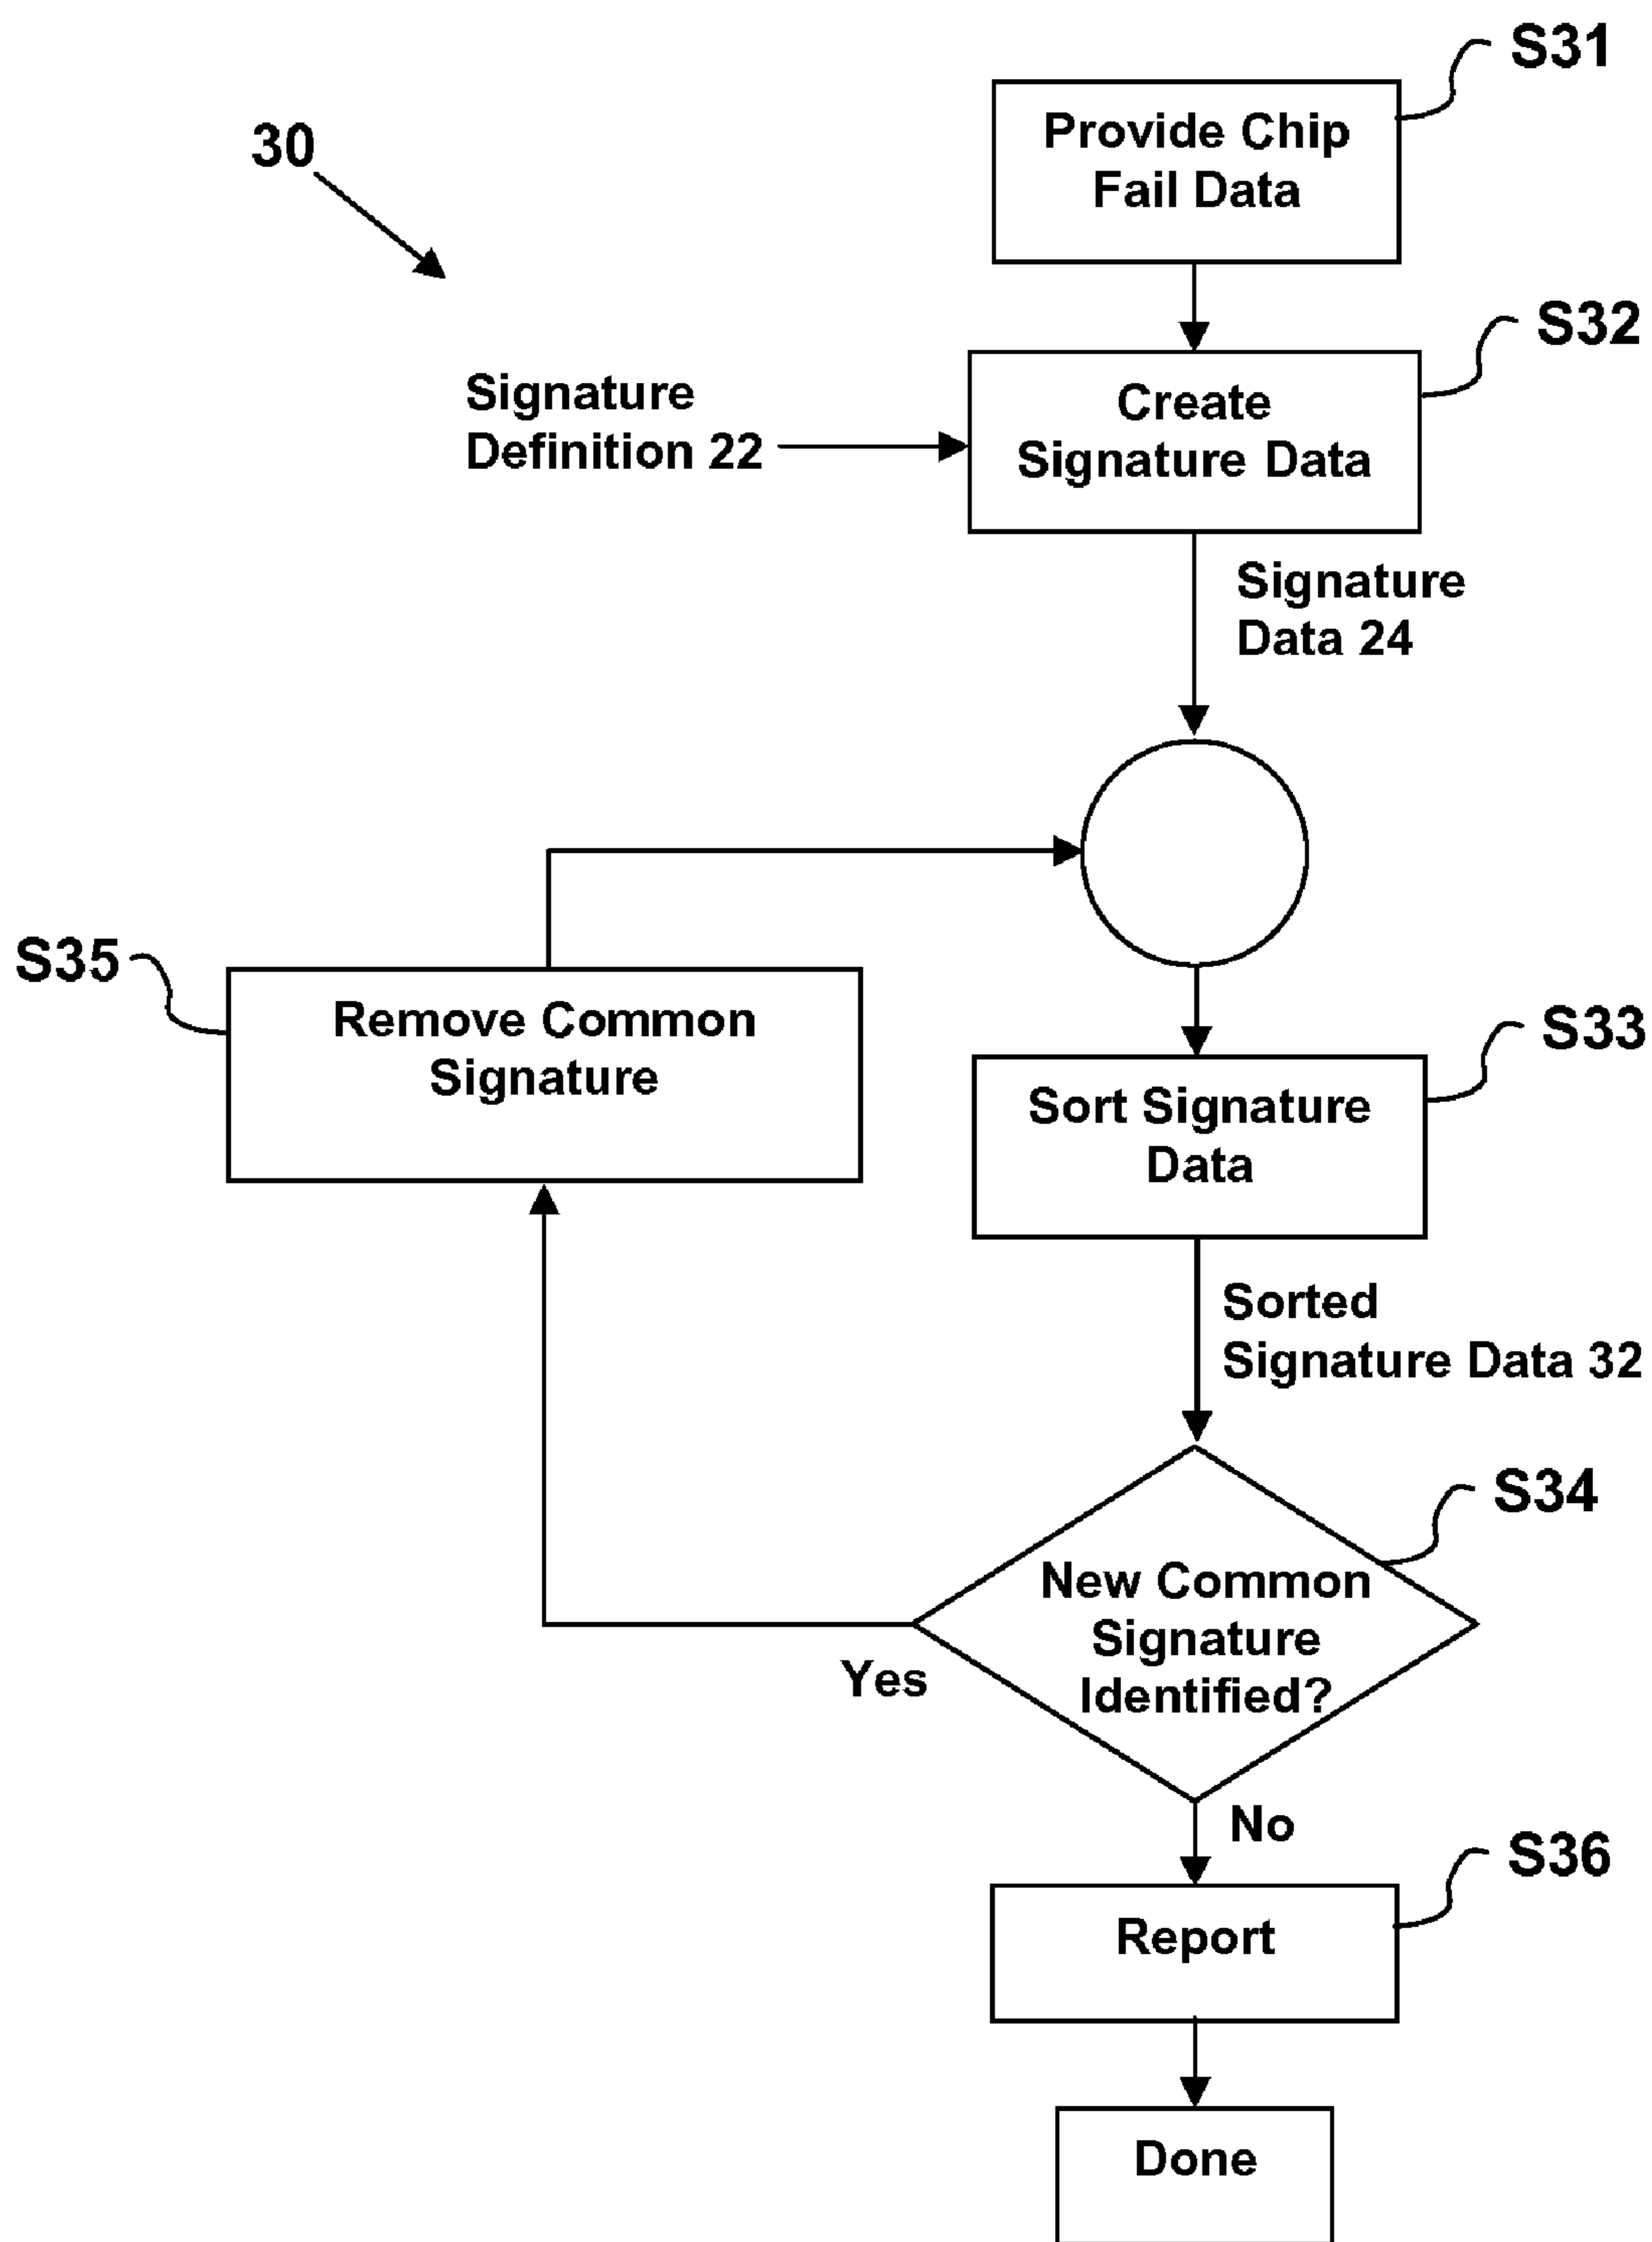 S31
Provide Chip
Fail Data
30
S32
Create
Signature Data
Signature
Definition 22
Signature
Data 24
S35
Remove Common
Signature
S33
Sort Signature
Data
Sorted
Signature Data 32
S34
New Common
Signature
Identified?
Yes
No
S36
Report
Done